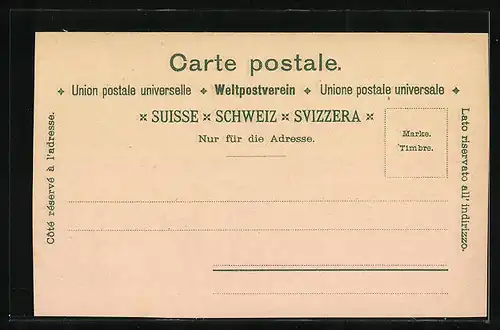 Carte postale.
✦ Union postale universelle ✦ Weltpostverein ✦ Unione postale universale ✦
× SUISSE × SCHWEIZ × SVIZZERA ×
Nur für die Adresse.
Marke.
Timbre.
Côté réservé à l'adresse.
Lato riservato all' indirizzo.